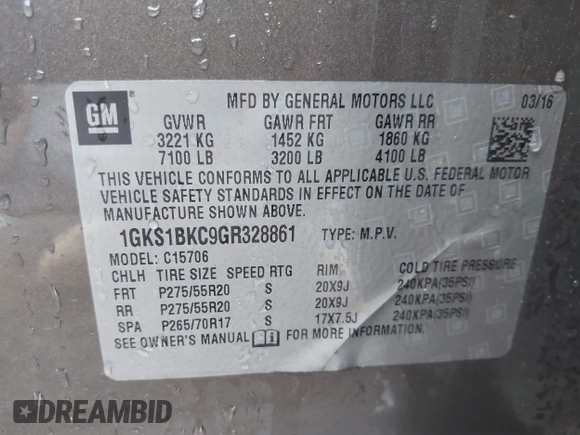 GM
MFD BY GENERAL MOTORS LLC 03/16
GVWR GAWR FRT GAWR RR
3221 KG 1452 KG 1860 KG
7100 LB 3200 LB 4100 LB
THIS VEHICLE CONFORMS TO ALL APPLICABLE U.S. FEDERAL MOTOR
VEHICLE SAFETY STANDARDS IN EFFECT ON THE DATE OF
MANUFACTURE SHOWN ABOVE.
1GKS1BKC9GR328861 TYPE: M.P.V.
MODEL: C15706
CHLH TIRE SIZE SPEED RTG RIM COLD TIRE PRESSURE
FRT P275/55R20 S 20X9J 240KPA(35PSI)
RR P275/55R20 S 20X9J 240KPA(35PSI)
SPA P265/70R17 S 17X7.5J 240KPA(35PSI)
SEE OWNER'S MANUAL FOR MORE INFORMATION.
DREAMBID